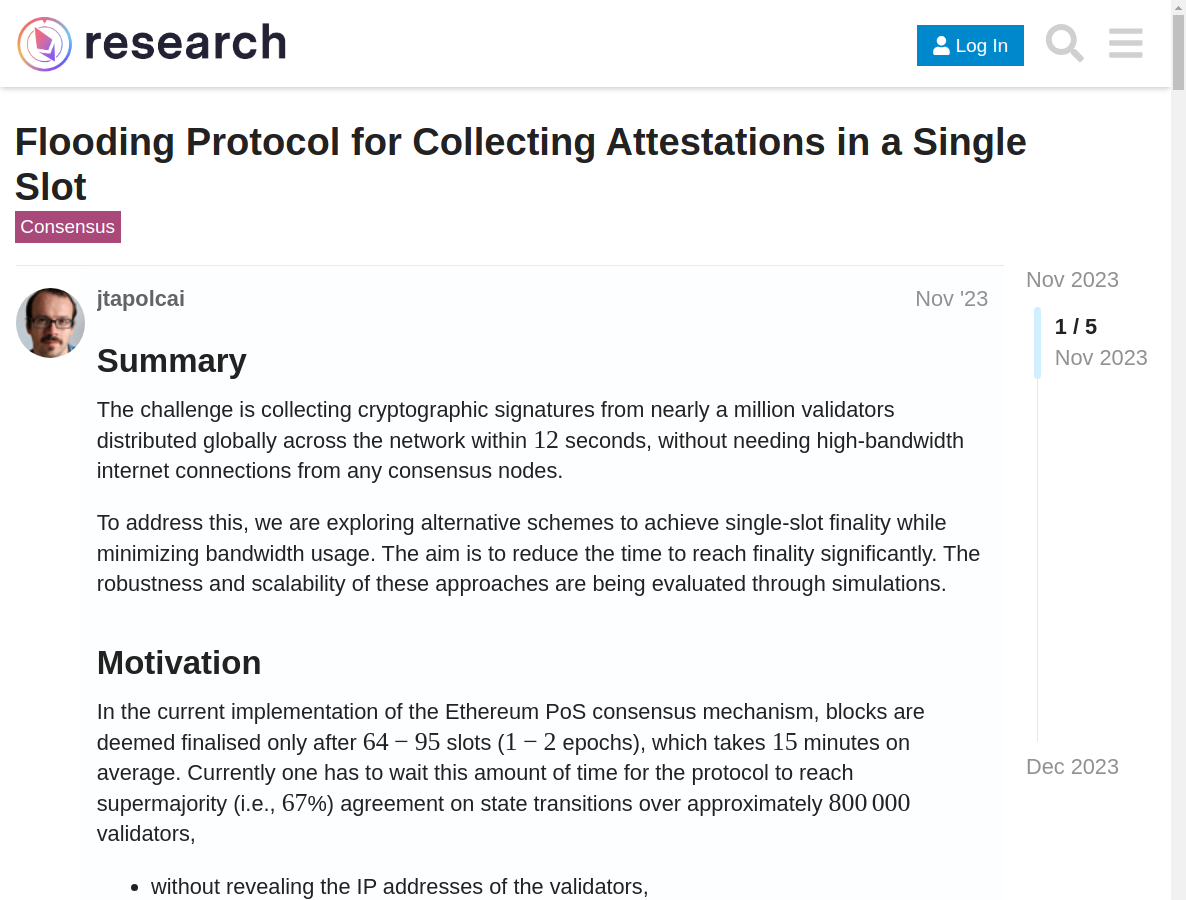 research
Log In
Flooding Protocol for Collecting Attestations in a Single
Slot
Consensus
jtapolcai
Nov '23
Summary
The challenge is collecting cryptographic signatures from nearly a million validators
distributed globally across the network within 12 seconds, without needing high-bandwidth
internet connections from any consensus nodes.
To address this, we are exploring alternative schemes to achieve single-slot finality while
minimizing bandwidth usage. The aim is to reduce the time to reach finality significantly. The
robustness and scalability of these approaches are being evaluated through simulations.
Motivation
In the current implementation of the Ethereum PoS consensus mechanism, blocks are
deemed finalised only after 64 − 95 slots (1 − 2 epochs), which takes 15 minutes on
average. Currently one has to wait this amount of time for the protocol to reach
supermajority (i.e., 67%) agreement on state transitions over approximately 800 000
validators,
• without revealing the IP addresses of the validators,
Nov 2023
1 / 5
Nov 2023
Dec 2023